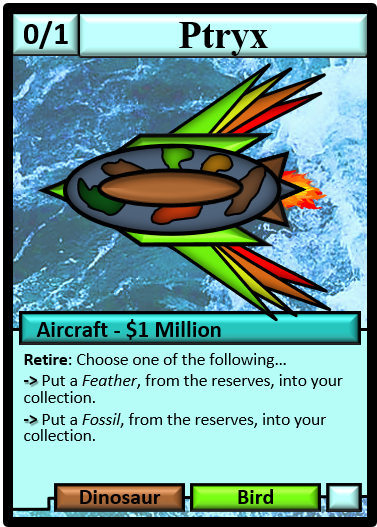 0/1
Ptryx
Aircraft - $1 Million
Retire: Choose one of the following...
-> Put a Feather, from the reserves, into your
collection.
-> Put a Fossil, from the reserves, into your
collection.
Dinosaur
Bird